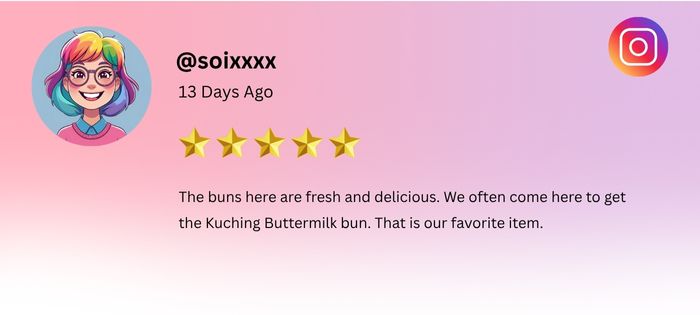 @soixxxx
13 Days Ago
The buns here are fresh and delicious. We often come here to get
the Kuching Buttermilk bun. That is our favorite item.